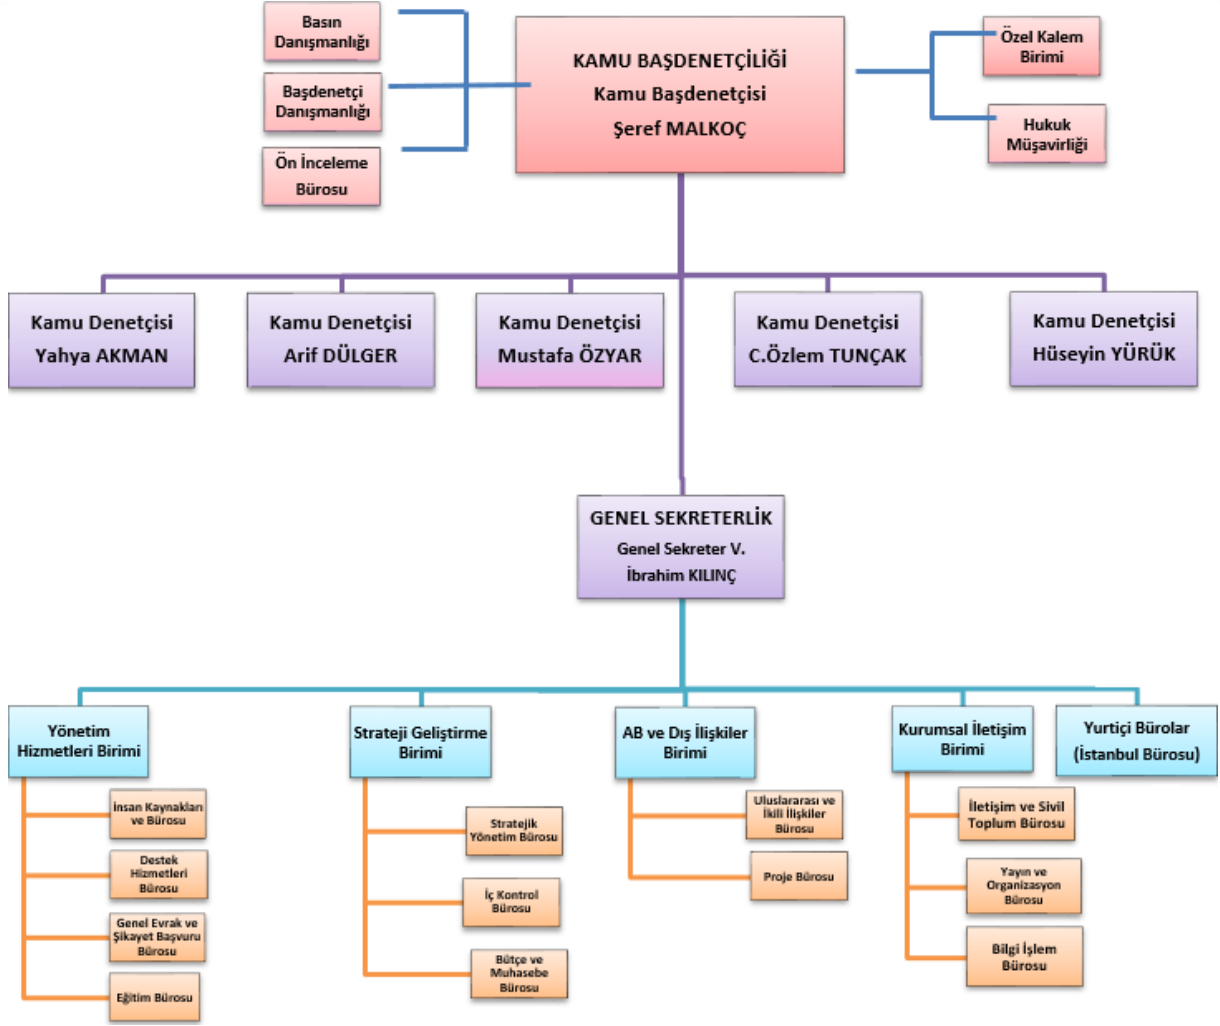 Basın
Danışmanlığı
Başdenetçi
Danışmanlığı
Ön İnceleme
Bürosu
KAMU BAŞDENETÇİLİĞİ
Kamu Başdenetçisi
Şeref MALKOÇ
Özel Kalem
Birimi
Hukuk
Müşavirliği
Kamu Denetçisi
Yahya AKMAN
Kamu Denetçisi
Arif DÜLGER
Kamu Denetçisi
Mustafa ÖZYAR
Kamu Denetçisi
C.Özlem TUNÇAK
Kamu Denetçisi
Hüseyin YÜRÜK
GENEL SEKRETERLİK
Genel Sekreter V.
İbrahim KILINÇ
Yönetim
Hizmetleri Birimi
İnsan Kaynakları
ve Bürosu
Destek
Hizmetleri
Bürosu
Genel Evrak ve
Şikayet Başvuru
Bürosu
Eğitim Bürosu
Strateji Geliştirme
Birimi
Stratejik
Yönetim Bürosu
İç Kontrol
Bürosu
Bütçe ve
Muhasebe
Bürosu
AB ve Dış İlişkiler
Birimi
Uluslararası ve
İkili İlişkiler
Bürosu
Proje Bürosu
Kurumsal İletişim
Birimi
İletişim ve Sivil
Toplum Bürosu
Yayın ve
Organizasyon
Bürosu
Bilgi İşlem
Bürosu
Yurtiçi Bürolar
(İstanbul Bürosu)